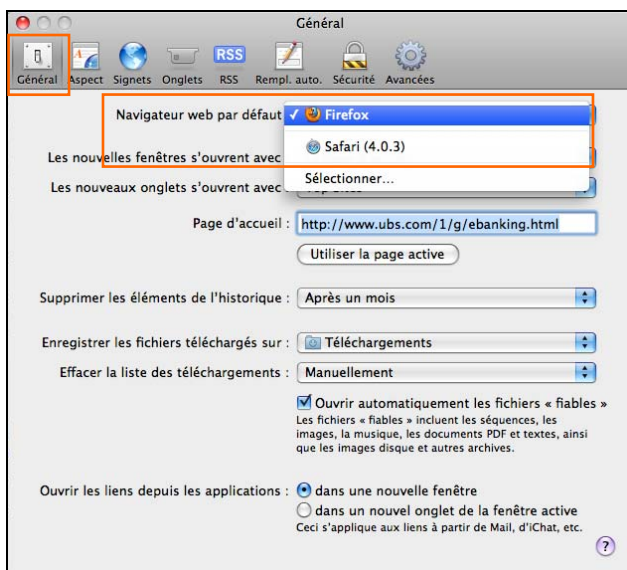 Général
RSS
Général Aspect Signets Onglets RSS Rempl. auto. Sécurité Avancées
Navigateur web par défaut
✓ Firefox
Safari (4.0.3)
Sélectionner...
Les nouvelles fenêtres s'ouvrent avec
Les nouveaux onglets s'ouvrent avec :
Page d'accueil : http://www.ubs.com/1/g/ebanking.html
Utiliser la page active
Supprimer les éléments de l'historique : Après un mois
Enregistrer les fichiers téléchargés sur : Téléchargements
Effacer la liste des téléchargements : Manuellement
Ouvrir automatiquement les fichiers « fiables »
Les fichiers « fiables » incluent les séquences, les
images, la musique, les documents PDF et textes, ainsi
que les images disque et autres archives.
Ouvrir les liens depuis les applications : dans une nouvelle fenêtre
dans un nouvel onglet de la fenêtre active
Ceci s'applique aux liens à partir de Mail, d'iChat, etc.
?